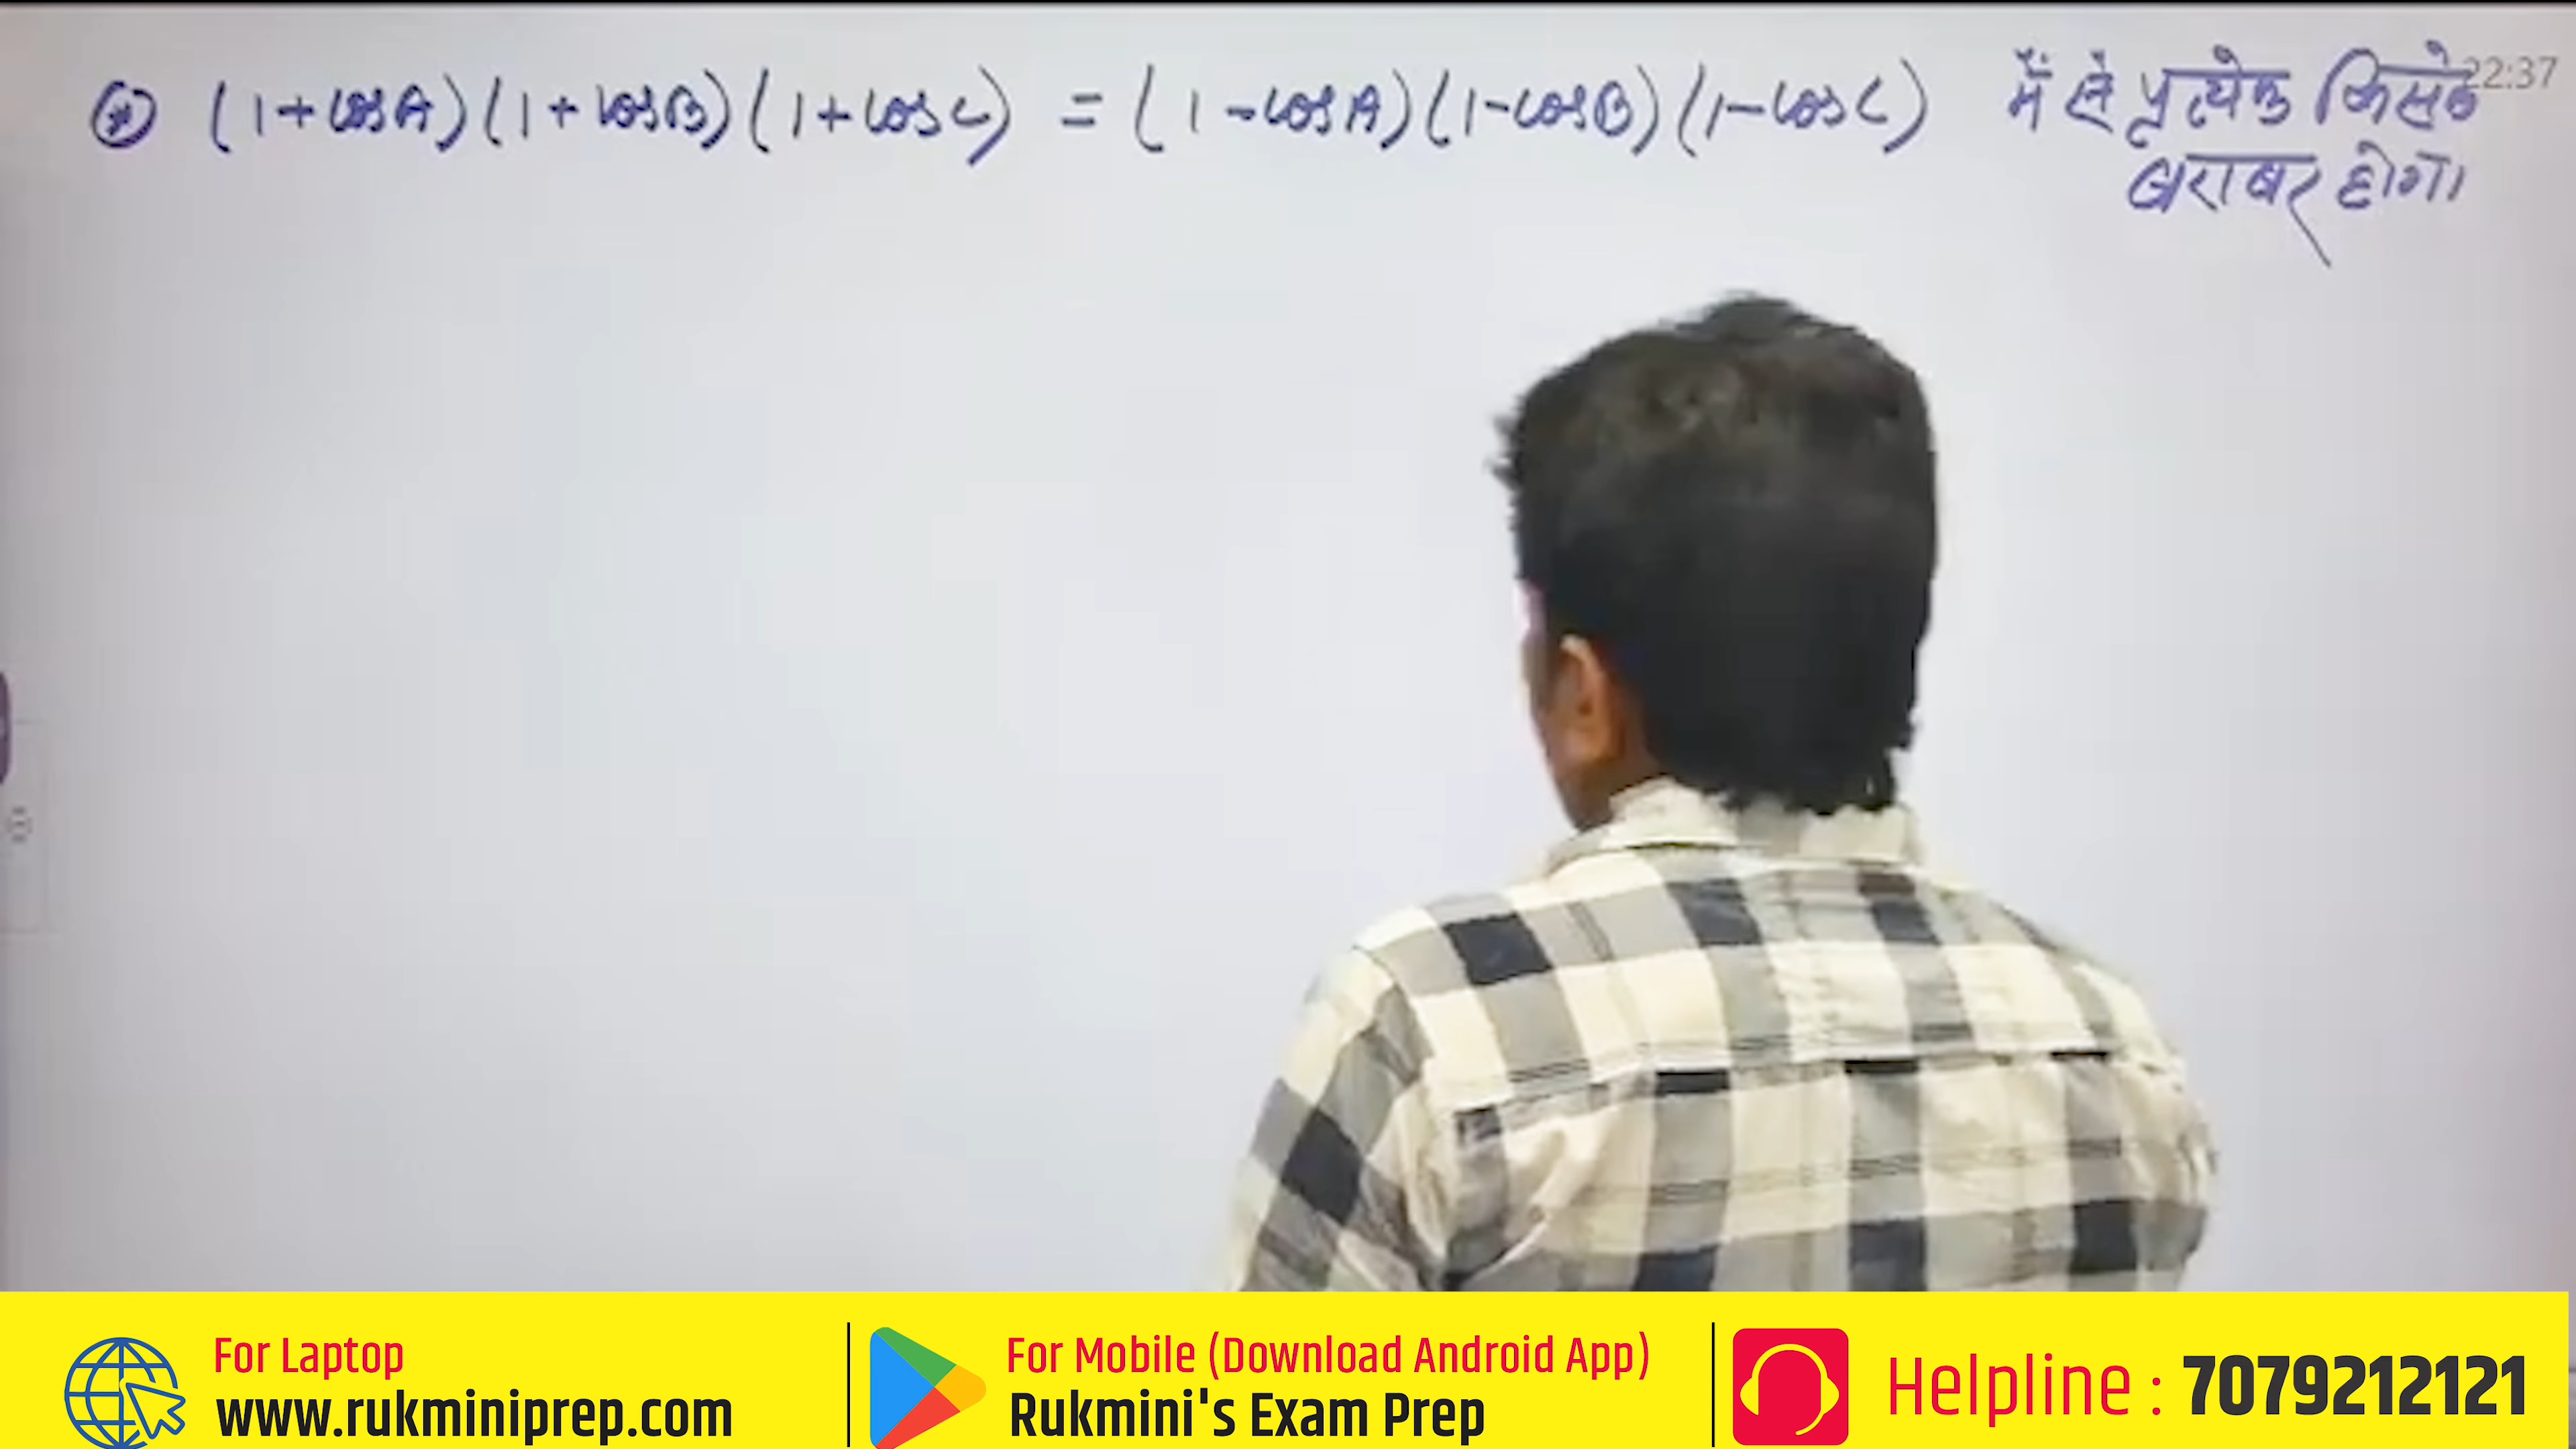 (1+cosA)(1+cosB)(1+cosC) = (1-cosA)(1-cosB)(1-cosC) में से प्रत्येक किसके
22:37
बराबर होगा
For Laptop
www.rukminiprep.com
For Mobile (Download Android App)
Rukmini's Exam Prep
Helpline : 7079212121